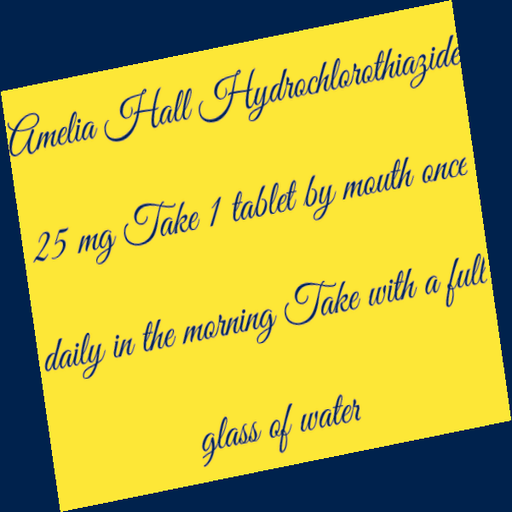 Amelia Hall Hydrochlorothiazide
25 mg Take 1 tablet by mouth once
daily in the morning Take with a full
glass of water